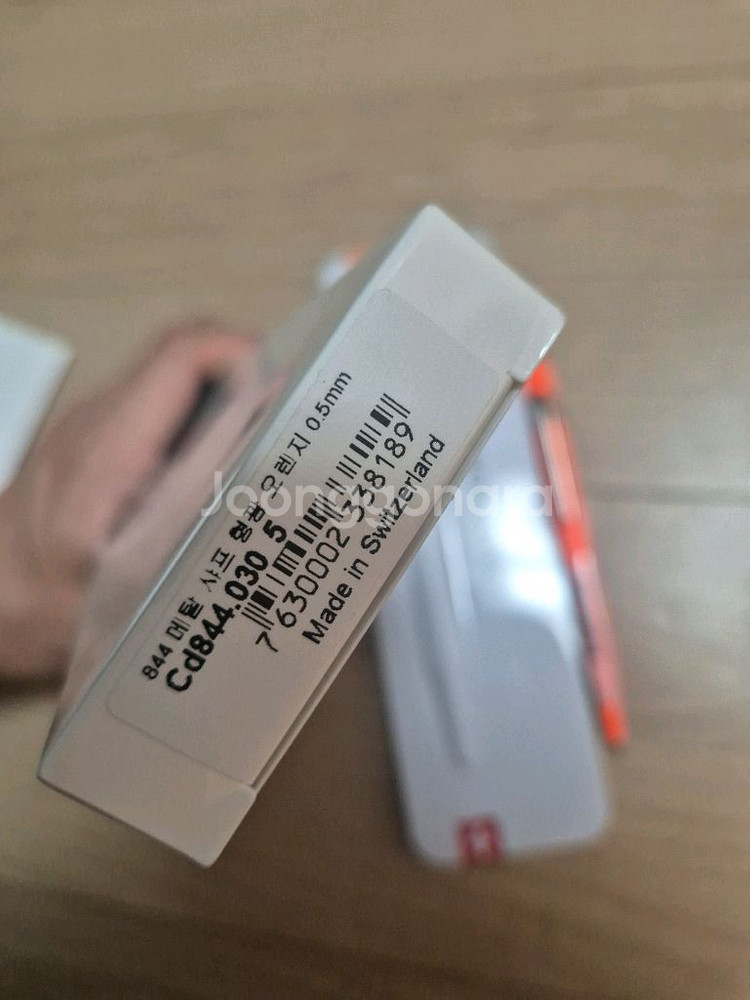 844 메탈 샤프 형광 오렌지 0.5mm
Cd844.030 5
7 630002 338189
Made in Switzerland
Joonggonara